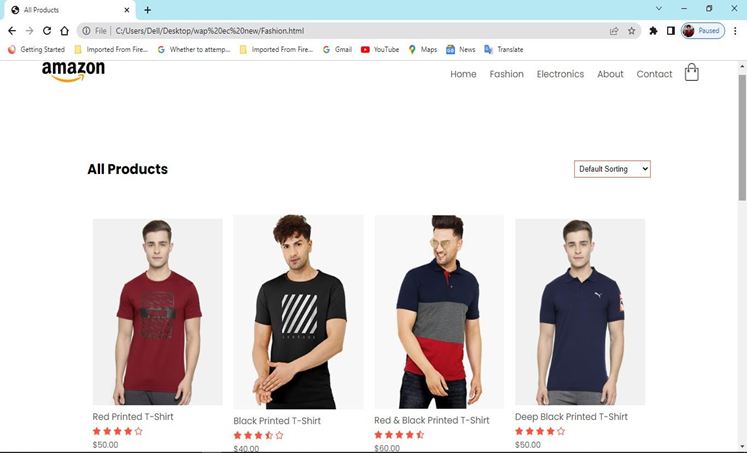 All Products
File C:/Users/Dell/Desktop/wap%20ec%20new/Fashion.html Paused
Getting Started Imported From Fire... Whether to attemp... Imported From Fire... Gmail YouTube Maps News Translate
amazon Home Fashion Electronics About Contact
All Products Default Sorting
Red Printed T-Shirt Black Printed T-Shirt Red & Black Printed T-Shirt Deep Black Printed T-Shirt
$50.00 $40.00 $60.00 $50.00